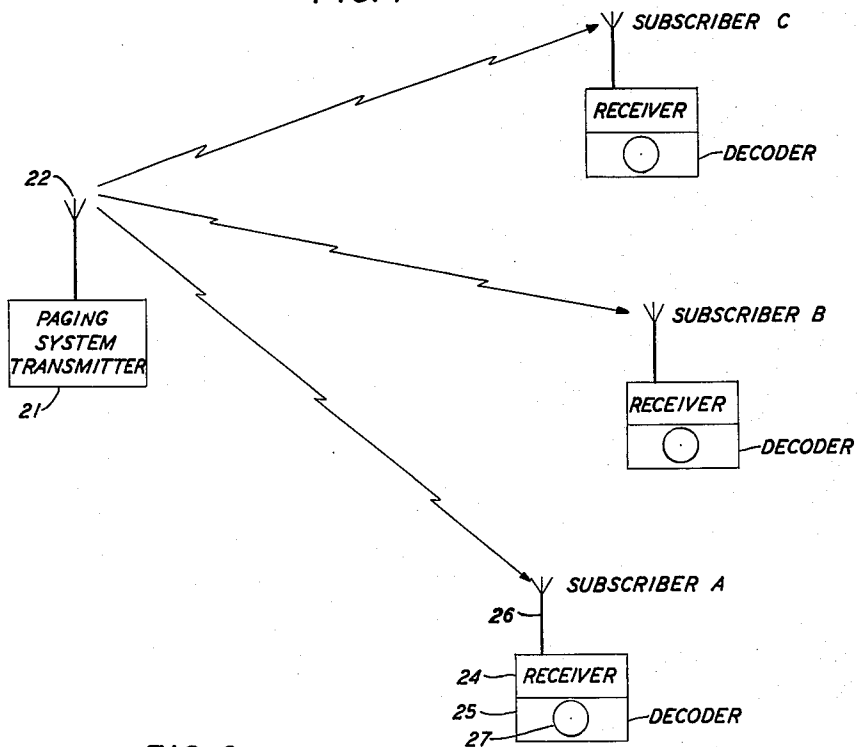 SUBSCRIBER C
RECEIVER
DECODER
22
PAGING
SYSTEM
TRANSMITTER
21
SUBSCRIBER B
RECEIVER
DECODER
SUBSCRIBER A
26
24
RECEIVER
25
DECODER
27